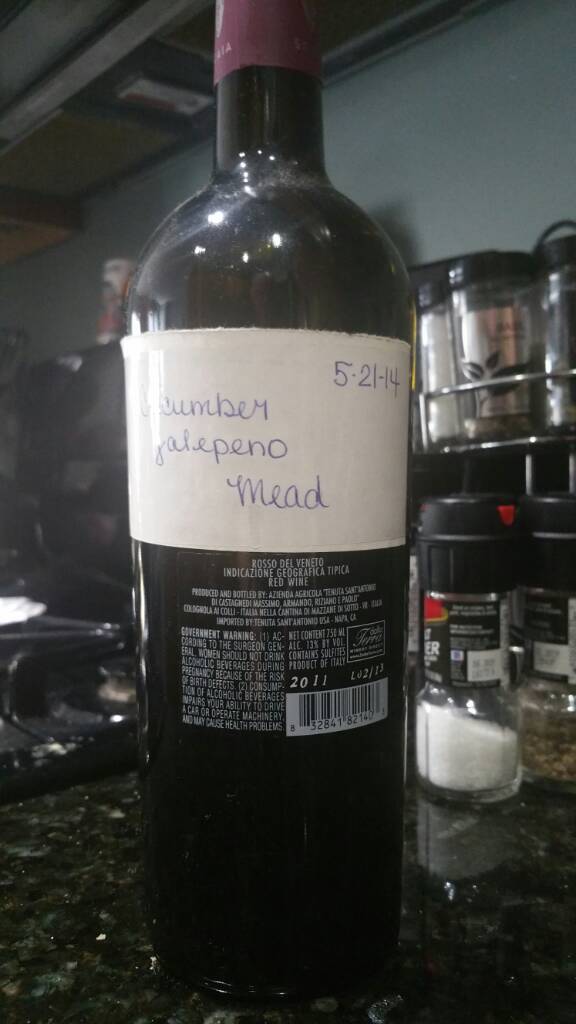 5-21-14
Cucumber
jalepeno
Mead
ROSSO DEL VENETO
INDICAZIONE GEOGRAFICA TIPICA
RED WINE
PRODUCED AND BOTTLED BY: AZIENDA AGRICOLA "TENUTA SANT'ANTONIO
DI CASTAGNEDI MASSIMO, ARMANDO, TIZIANO E PAOLO"
COLOGNOLA AI COLLI - ITALIA NELLA CANTINA DI MEZZANE DI SOTTO - VR - ITALIA
IMPORTED BY: TENUTA SANT'ANTONIO USA - NAPA, CA
GOVERNMENT WARNING: (1) AC-
CORDING TO THE SURGEON GEN-
ERAL, WOMEN SHOULD NOT DRINK
ALCOHOLIC BEVERAGES DURING
PREGNANCY BECAUSE OF THE RISK
OF BIRTH DEFECTS. (2) CONSUMP-
TION OF ALCOHOLIC BEVERAGES
IMPAIRS YOUR ABILITY TO DRIVE
A CAR OR OPERATE MACHINERY,
AND MAY CAUSE HEALTH PROBLEMS.
NET CONTENT 750 ML
ALC. 13% BY VOL.
CONTAINS SULFITES
PRODUCT OF ITALY
2011 L02/13
8 32841 82140